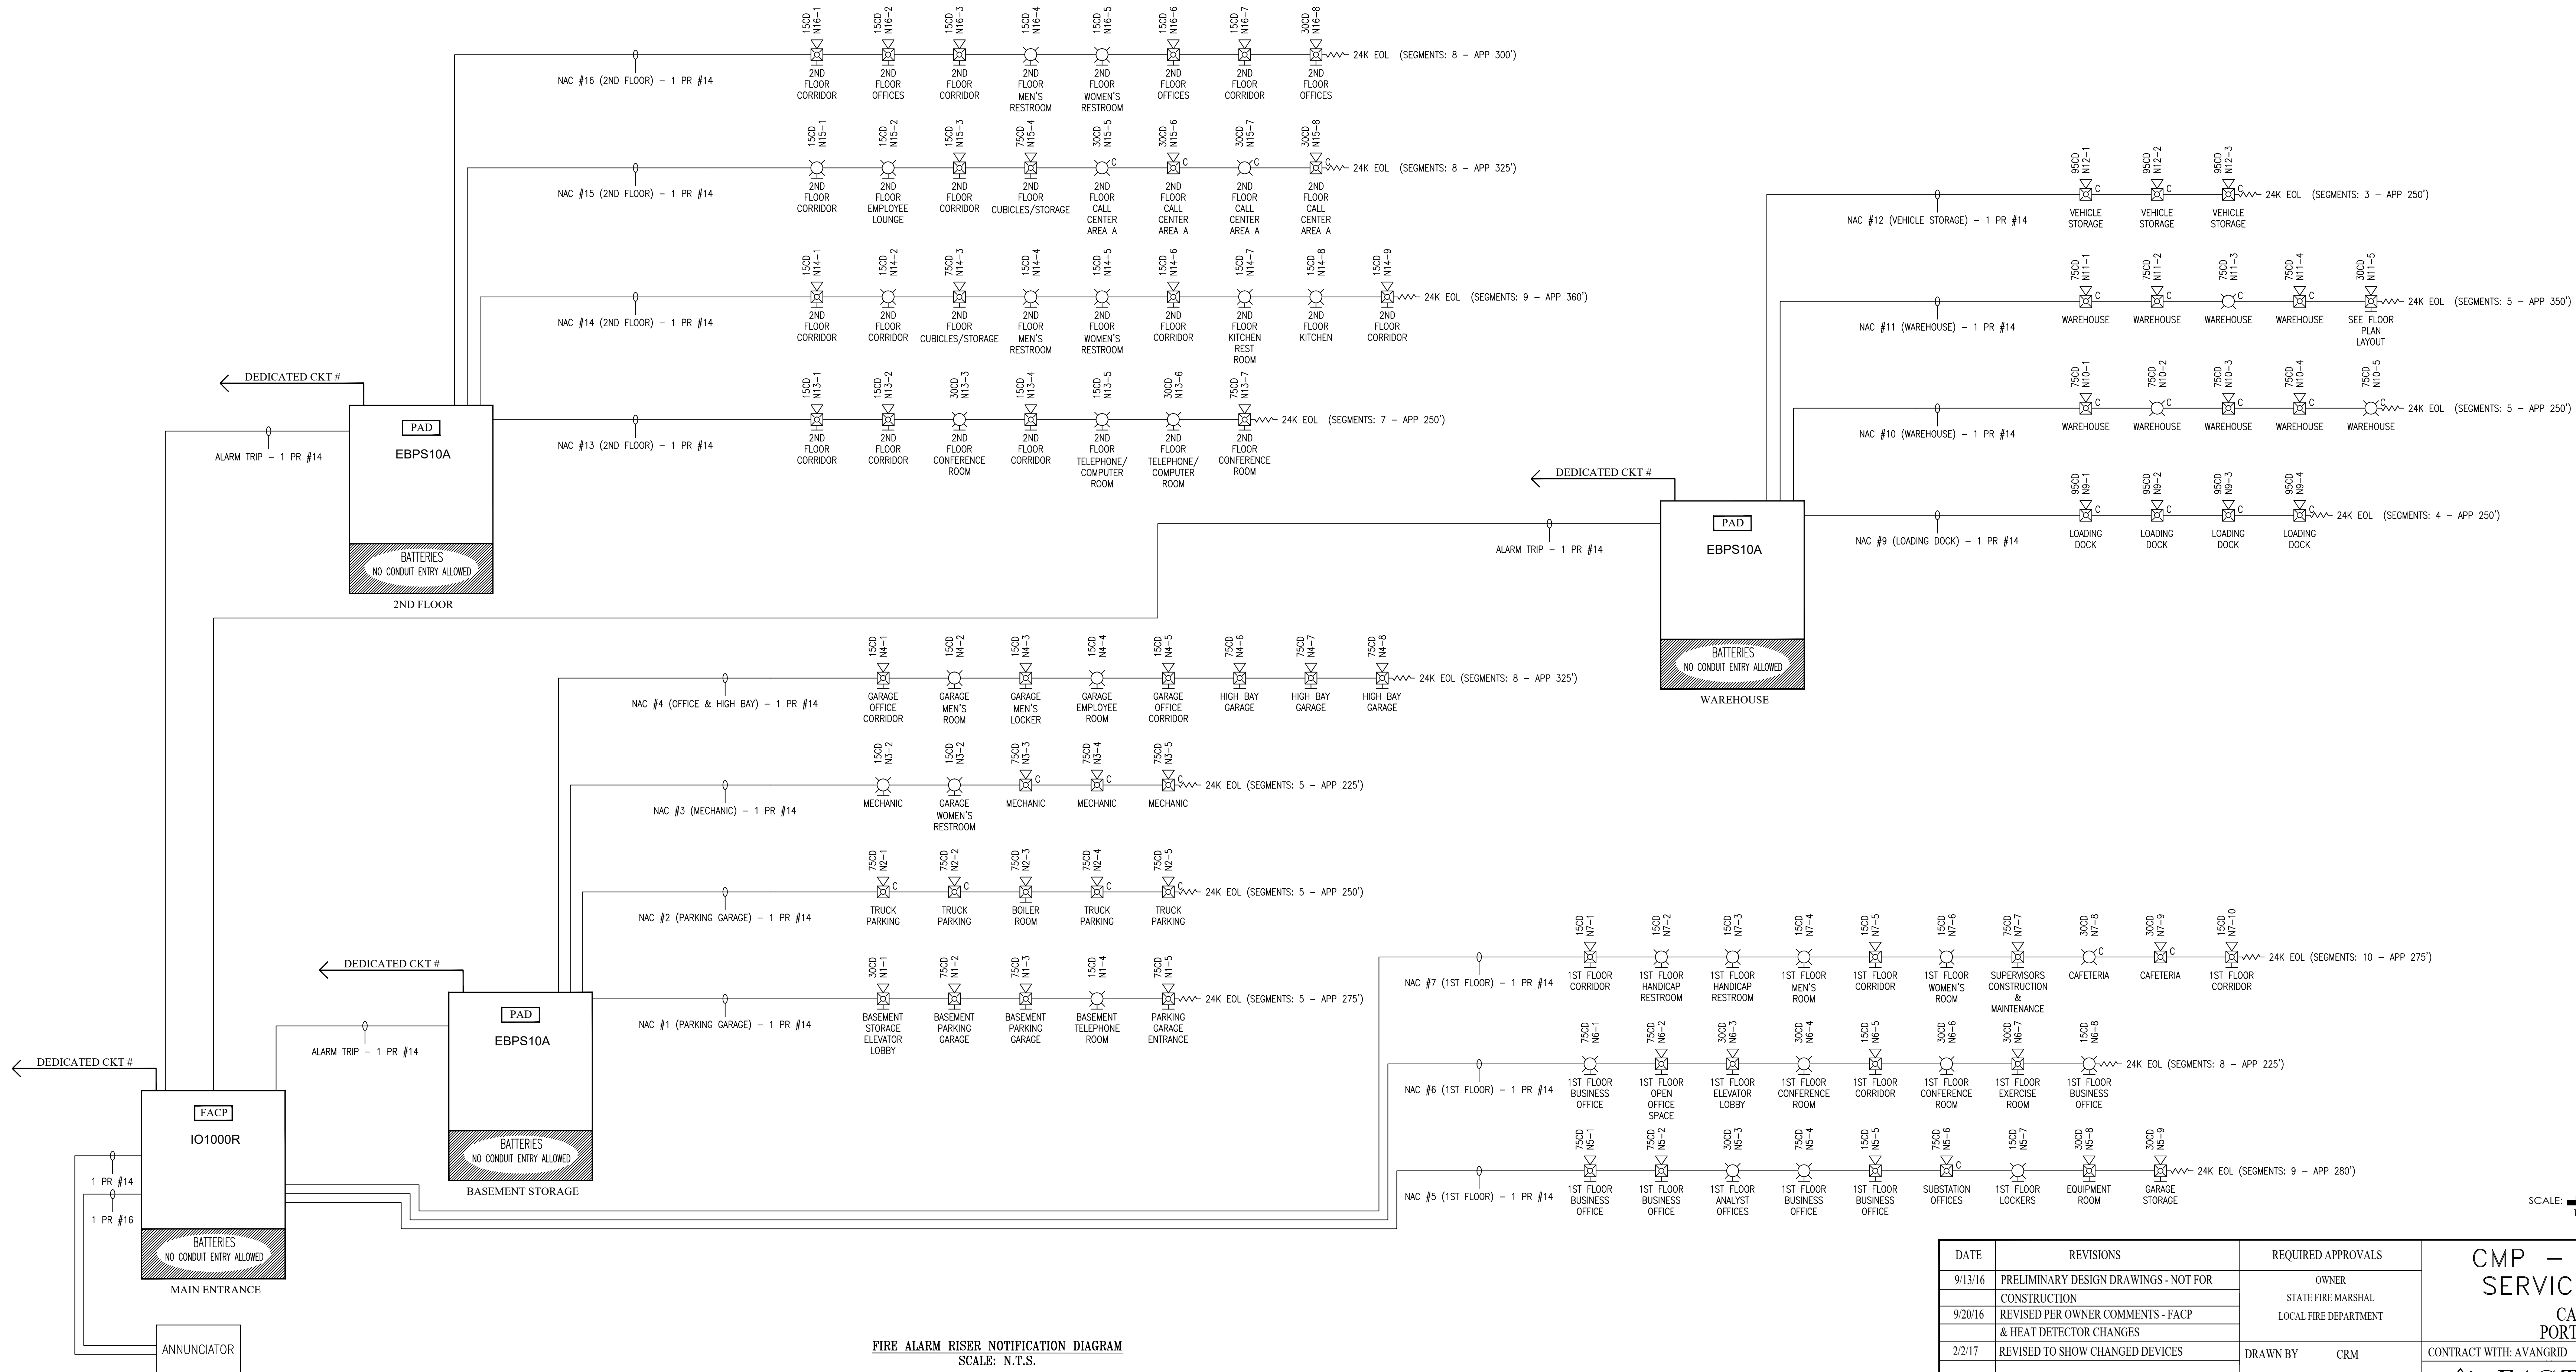 15CD N16-1
15CD N16-2
15CD N16-3
15CD N16-4
15CD N16-5
15CD N16-6
15CD N16-7
30CD N16-8
24K EOL (SEGMENTS: 8 - APP 300')
NAC #16 (2ND FLOOR) - 1 PR #14
2ND FLOOR CORRIDOR
2ND FLOOR OFFICES
2ND FLOOR CORRIDOR
2ND FLOOR MEN'S RESTROOM
2ND FLOOR WOMEN'S RESTROOM
2ND FLOOR OFFICES
2ND FLOOR CORRIDOR
2ND FLOOR OFFICES
15CD N15-1
15CD N15-2
15CD N15-3
75CD N15-4
30CD N15-5
30CD N15-6
30CD N15-7
30CD N15-8
C
C
C
C
24K EOL (SEGMENTS: 8 - APP 325')
NAC #15 (2ND FLOOR) - 1 PR #14
2ND FLOOR CORRIDOR
2ND FLOOR EMPLOYEE LOUNGE
2ND FLOOR CORRIDOR
2ND FLOOR CUBICLES/STORAGE
2ND FLOOR CALL CENTER AREA A
2ND FLOOR CALL CENTER AREA A
2ND FLOOR CALL CENTER AREA A
2ND FLOOR CALL CENTER AREA A
15CD N14-1
15CD N14-2
75CD N14-3
15CD N14-4
15CD N14-5
15CD N14-6
15CD N14-7
15CD N14-8
15CD N14-9
24K EOL (SEGMENTS: 9 - APP 360')
NAC #14 (2ND FLOOR) - 1 PR #14
2ND FLOOR CORRIDOR
2ND FLOOR CORRIDOR
2ND FLOOR CUBICLES/STORAGE
2ND FLOOR MEN'S RESTROOM
2ND FLOOR WOMEN'S RESTROOM
2ND FLOOR CORRIDOR
2ND FLOOR KITCHEN REST ROOM
2ND FLOOR KITCHEN
2ND FLOOR CORRIDOR
15CD N13-1
15CD N13-2
30CD N13-3
15CD N13-4
15CD N13-5
30CD N13-6
75CD N13-7
24K EOL (SEGMENTS: 7 - APP 250')
NAC #13 (2ND FLOOR) - 1 PR #14
2ND FLOOR CORRIDOR
2ND FLOOR CORRIDOR
2ND FLOOR CONFERENCE ROOM
2ND FLOOR CORRIDOR
2ND FLOOR TELEPHONE/ COMPUTER ROOM
2ND FLOOR TELEPHONE/ COMPUTER ROOM
2ND FLOOR CONFERENCE ROOM
DEDICATED CKT #
PAD
EBPS10A
ALARM TRIP - 1 PR #14
BATTERIES
NO CONDUIT ENTRY ALLOWED
2ND FLOOR
95CD N12-1
95CD N12-2
95CD N12-3
C
C
C
24K EOL (SEGMENTS: 3 - APP 250')
NAC #12 (VEHICLE STORAGE) - 1 PR #14
VEHICLE STORAGE
VEHICLE STORAGE
VEHICLE STORAGE
75CD N11-1
75CD N11-2
75CD N11-3
75CD N11-4
30CD N11-5
C
C
C
C
24K EOL (SEGMENTS: 5 - APP 350')
NAC #11 (WAREHOUSE) - 1 PR #14
WAREHOUSE
WAREHOUSE
WAREHOUSE
WAREHOUSE
SEE FLOOR PLAN LAYOUT
75CD N10-1
75CD N10-2
75CD N10-3
75CD N10-4
75CD N10-5
C
C
C
C
C
24K EOL (SEGMENTS: 5 - APP 250')
NAC #10 (WAREHOUSE) - 1 PR #14
WAREHOUSE
WAREHOUSE
WAREHOUSE
WAREHOUSE
WAREHOUSE
95CD N9-1
95CD N9-2
95CD N9-3
95CD N9-4
C
C
C
C
24K EOL (SEGMENTS: 4 - APP 250')
NAC #9 (LOADING DOCK) - 1 PR #14
LOADING DOCK
LOADING DOCK
LOADING DOCK
LOADING DOCK
DEDICATED CKT #
PAD
EBPS10A
ALARM TRIP - 1 PR #14
BATTERIES
NO CONDUIT ENTRY ALLOWED
WAREHOUSE
15CD N4-1
15CD N4-2
15CD N4-3
15CD N4-4
15CD N4-5
75CD N4-6
75CD N4-7
75CD N4-8
24K EOL (SEGMENTS: 8 - APP 325')
NAC #4 (OFFICE & HIGH BAY) - 1 PR #14
GARAGE OFFICE CORRIDOR
GARAGE MEN'S ROOM
GARAGE MEN'S LOCKER
GARAGE EMPLOYEE ROOM
GARAGE OFFICE CORRIDOR
HIGH BAY GARAGE
HIGH BAY GARAGE
HIGH BAY GARAGE
15CD N3-2
15CD N3-2
75CD N3-3
75CD N3-4
75CD N3-5
C
C
C
24K EOL (SEGMENTS: 5 - APP 225')
NAC #3 (MECHANIC) - 1 PR #14
MECHANIC
GARAGE WOMEN'S RESTROOM
MECHANIC
MECHANIC
MECHANIC
75CD N2-1
75CD N2-2
75CD N2-3
75CD N2-4
75CD N2-5
C
C
C
C
24K EOL (SEGMENTS: 5 - APP 250')
NAC #2 (PARKING GARAGE) - 1 PR #14
TRUCK PARKING
TRUCK PARKING
BOILER ROOM
TRUCK PARKING
TRUCK PARKING
30CD N1-1
75CD N1-2
75CD N1-3
15CD N1-4
75CD N1-5
24K EOL (SEGMENTS: 5 - APP 275')
NAC #1 (PARKING GARAGE) - 1 PR #14
BASEMENT STORAGE ELEVATOR LOBBY
BASEMENT PARKING GARAGE
BASEMENT PARKING GARAGE
BASEMENT TELEPHONE ROOM
PARKING GARAGE ENTRANCE
DEDICATED CKT #
PAD
EBPS10A
ALARM TRIP - 1 PR #14
BATTERIES
NO CONDUIT ENTRY ALLOWED
BASEMENT STORAGE
15CD N7-1
15CD N7-2
15CD N7-3
15CD N7-4
15CD N7-5
15CD N7-6
75CD N7-7
30CD N7-8
30CD N7-9
15CD N7-10
C
C
24K EOL (SEGMENTS: 10 - APP 275')
NAC #7 (1ST FLOOR) - 1 PR #14
1ST FLOOR CORRIDOR
1ST FLOOR HANDICAP RESTROOM
1ST FLOOR HANDICAP RESTROOM
1ST FLOOR MEN'S ROOM
1ST FLOOR CORRIDOR
1ST FLOOR WOMEN'S ROOM
SUPERVISORS CONSTRUCTION & MAINTENANCE
CAFETERIA
CAFETERIA
1ST FLOOR CORRIDOR
75CD N6-1
75CD N6-2
30CD N6-3
30CD N6-4
15CD N6-5
30CD N6-6
30CD N6-7
15CD N6-8
24K EOL (SEGMENTS: 8 - APP 225')
NAC #6 (1ST FLOOR) - 1 PR #14
1ST FLOOR BUSINESS OFFICE
1ST FLOOR OPEN OFFICE SPACE
1ST FLOOR ELEVATOR LOBBY
1ST FLOOR CONFERENCE ROOM
1ST FLOOR CORRIDOR
1ST FLOOR CONFERENCE ROOM
1ST FLOOR EXERCISE ROOM
1ST FLOOR BUSINESS OFFICE
75CD N5-1
75CD N5-2
30CD N5-3
75CD N5-4
15CD N5-5
75CD N5-6
15CD N5-7
30CD N5-8
30CD N5-9
C
24K EOL (SEGMENTS: 9 - APP 280')
NAC #5 (1ST FLOOR) - 1 PR #14
1ST FLOOR BUSINESS OFFICE
1ST FLOOR BUSINESS OFFICE
1ST FLOOR ANALYST OFFICES
1ST FLOOR BUSINESS OFFICE
1ST FLOOR BUSINESS OFFICE
SUBSTATION OFFICES
1ST FLOOR LOCKERS
EQUIPMENT ROOM
GARAGE STORAGE
DEDICATED CKT #
FACP
IO1000R
1 PR #14
1 PR #16
BATTERIES
NO CONDUIT ENTRY ALLOWED
MAIN ENTRANCE
ANNUNCIATOR
FIRE ALARM RISER NOTIFICATION DIAGRAM
SCALE: N.T.S.
SCALE:
DATE REVISIONS REQUIRED APPROVALS
9/13/16 PRELIMINARY DESIGN DRAWINGS - NOT FOR
CONSTRUCTION
9/20/16 REVISED PER OWNER COMMENTS - FACP
& HEAT DETECTOR CHANGES
2/2/17 REVISED TO SHOW CHANGED DEVICES
OWNER
STATE FIRE MARSHAL
LOCAL FIRE DEPARTMENT
DRAWN BY CRM
CMP -
SERVIC
CA
PORT
CONTRACT WITH: AVANGRID